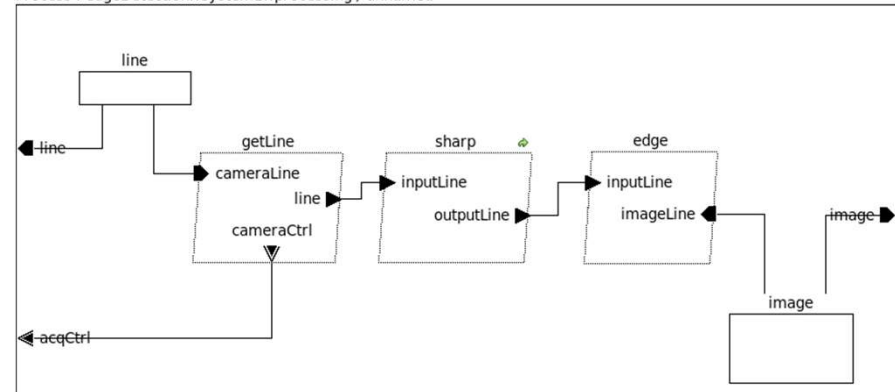 line
line
getLine
sharp
edge
cameraLine
line
cameraCtrl
inputLine
outputLine
inputLine
imageLine
image
image
acqCtrl